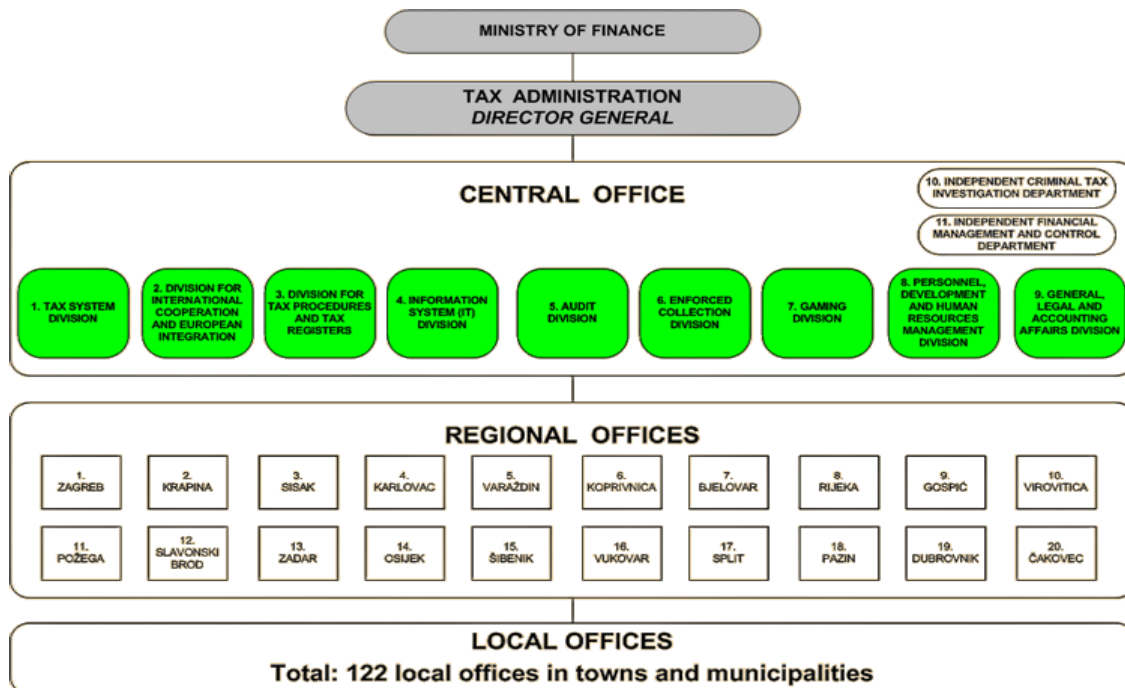 MINISTRY OF FINANCE
TAX ADMINISTRATION
DIRECTOR GENERAL
CENTRAL OFFICE
10. INDEPENDENT CRIMINAL TAX
INVESTIGATION DEPARTMENT
11. INDEPENDENT FINANCIAL
MANAGEMENT AND CONTROL
DEPARTMENT
1. TAX SYSTEM
DIVISION
2. DIVISION FOR
INTERNATIONAL
COOPERATION
AND EUROPEAN
INTEGRATION
3. DIVISION FOR
TAX PROCEDURES
AND TAX
REGISTERS
4. INFORMATION
SYSTEM (IT)
DIVISION
5. AUDIT
DIVISION
6. ENFORCED
COLLECTION
DIVISION
7. GAMING
DIVISION
8. PERSONNEL,
DEVELOPMENT
AND HUMAN
RESOURCES
MANAGEMENT
DIVISION
9. GENERAL,
LEGAL AND
ACCOUNTING
AFFAIRS DIVISION
REGIONAL OFFICES
1.
ZAGREB
2.
KRAPINA
3.
SISAK
4.
KARLOVAC
5.
VARAŽDIN
6.
KOPRIVNICA
7.
BJELOVAR
8.
RIJEKA
9.
GOSPIĆ
10.
VIROVITICA
11.
POŽEGA
12.
SLAVONSKI
BROD
13.
ZADAR
14.
OSIJEK
15.
ŠIBENIK
16.
VUKOVAR
17.
SPLIT
18.
PAZIN
19.
DUBROVNIK
20.
ČAKOVEC
LOCAL OFFICES
Total: 122 local offices in towns and municipalities